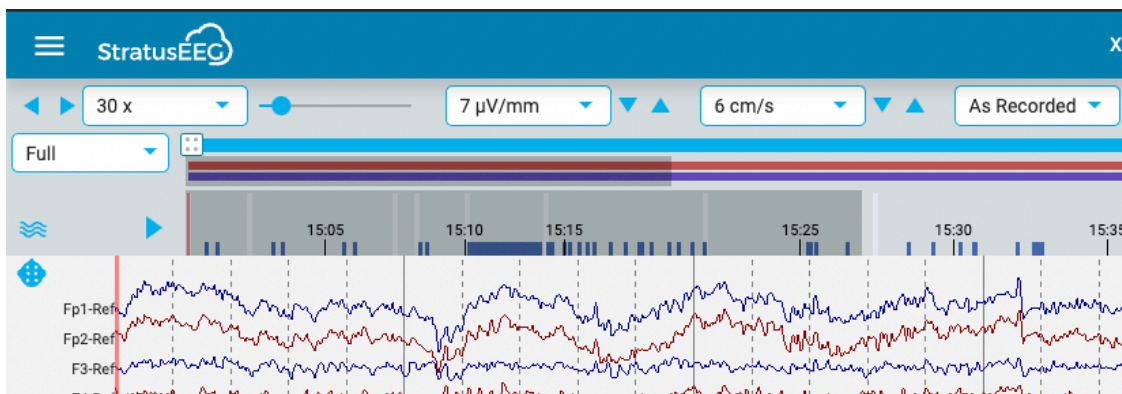 StratusEEG
X
30 x
7 µV/mm
6 cm/s
As Recorded
Full
15:05
15:10
15:15
15:25
15:30
15:35
Fp1-Ref
Fp2-Ref
F3-Ref